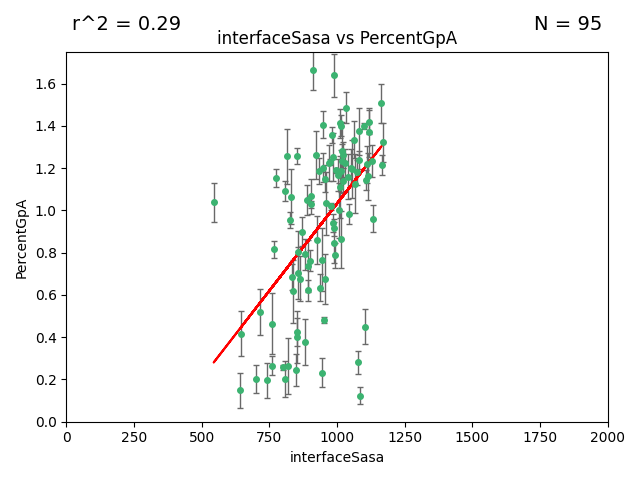 r^2 = 0.29
N = 95
interfaceSasa vs PercentGpA
PercentGpA
1.6
1.4
1.2
1.0
0.8
0.6
0.4
0.2
0.0
0 250 500 750 1000 1250 1500 1750 2000
interfaceSasa